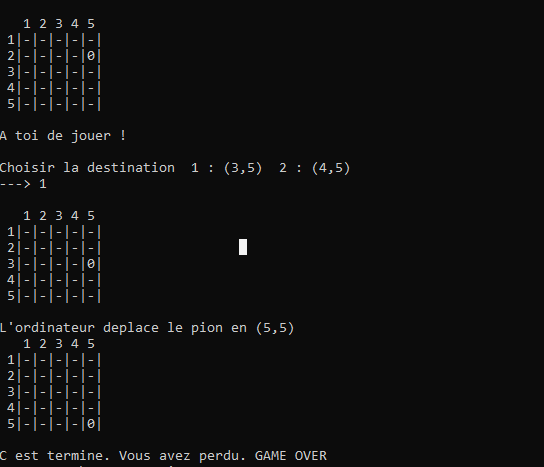 1 2 3 4 5
1|-|-|-|-|-|
2|-|-|-|-|0|
3|-|-|-|-|-|
4|-|-|-|-|-|
5|-|-|-|-|-|
A toi de jouer !
Choisir la destination  1 : (3,5)  2 : (4,5)
---> 1
1 2 3 4 5
1|-|-|-|-|-|
2|-|-|-|-|-|
3|-|-|-|-|0|
4|-|-|-|-|-|
5|-|-|-|-|-|
L'ordinateur deplace le pion en (5,5)
1 2 3 4 5
1|-|-|-|-|-|
2|-|-|-|-|-|
3|-|-|-|-|-|
4|-|-|-|-|-|
5|-|-|-|-|0|
C est termine. Vous avez perdu. GAME OVER